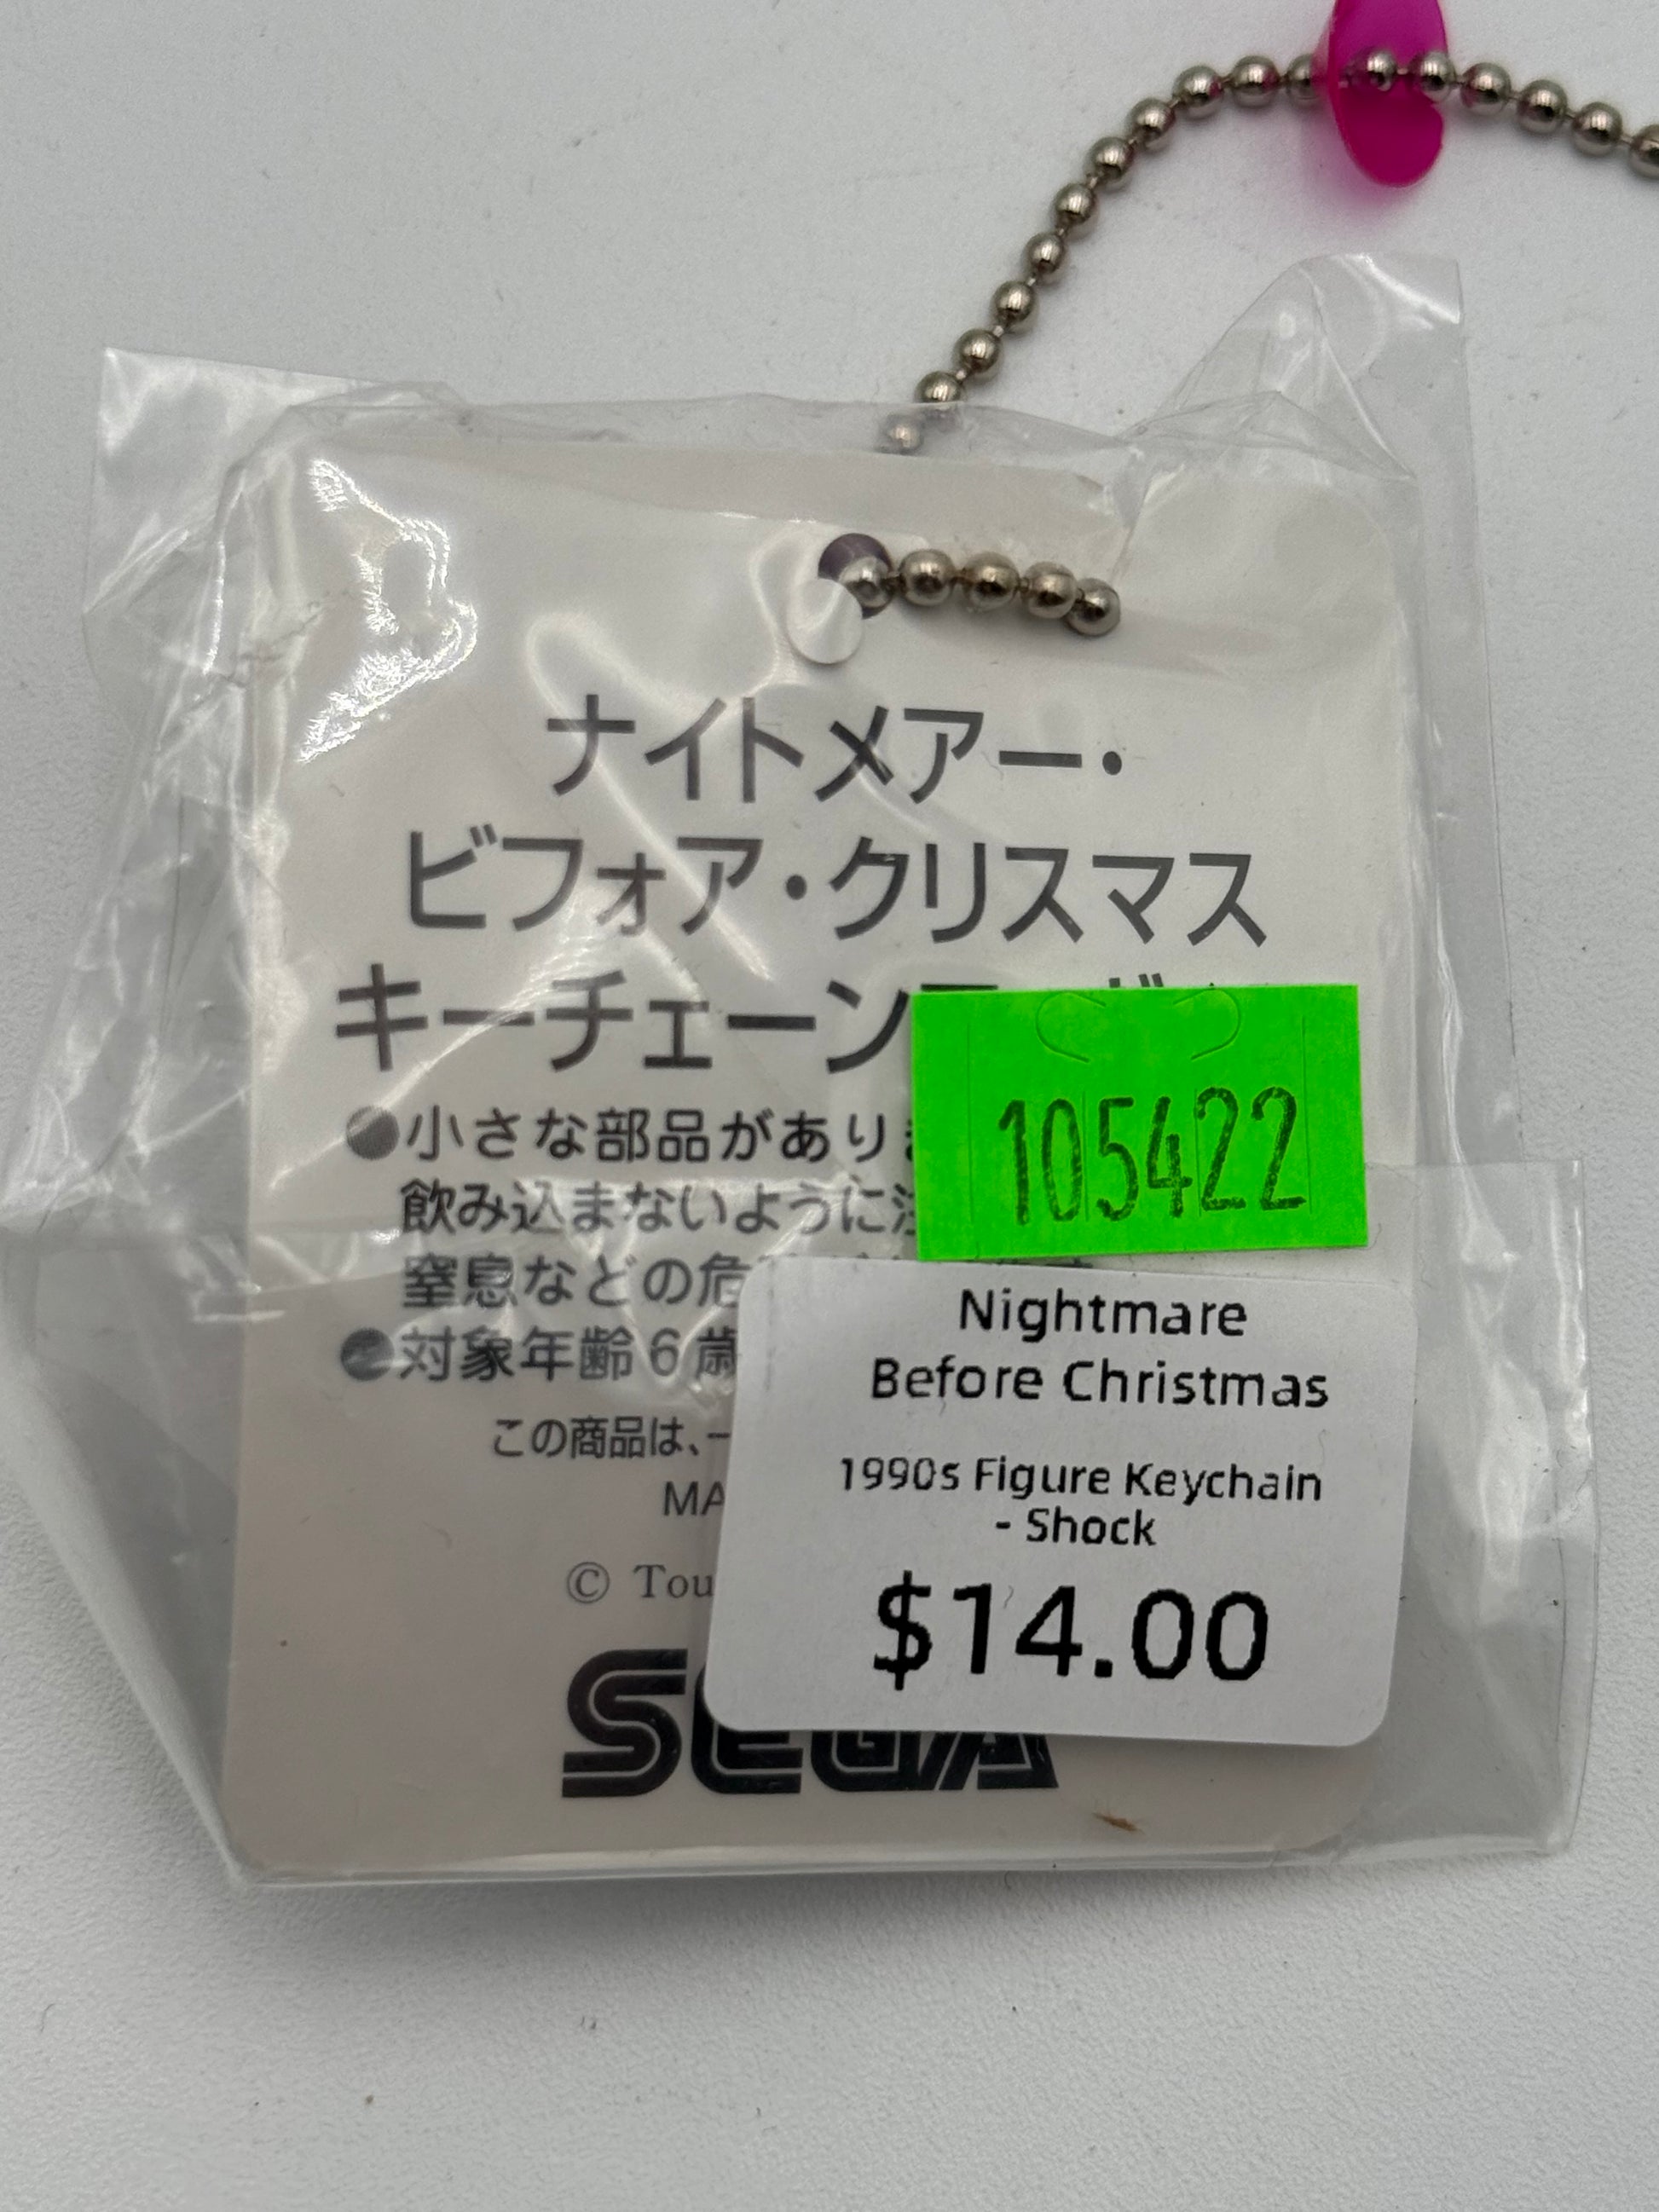 ナイトメアー・
ビフォア・クリスマス
キーチェーン
●小さな部品があり
飲み込まないように
窒息などの危
●対象年齢6歳
この商品は、一
MA
© Tou
SEGA
105422
Nightmare
Before Christmas
1990s Figure Keychain
- Shock
$14.00